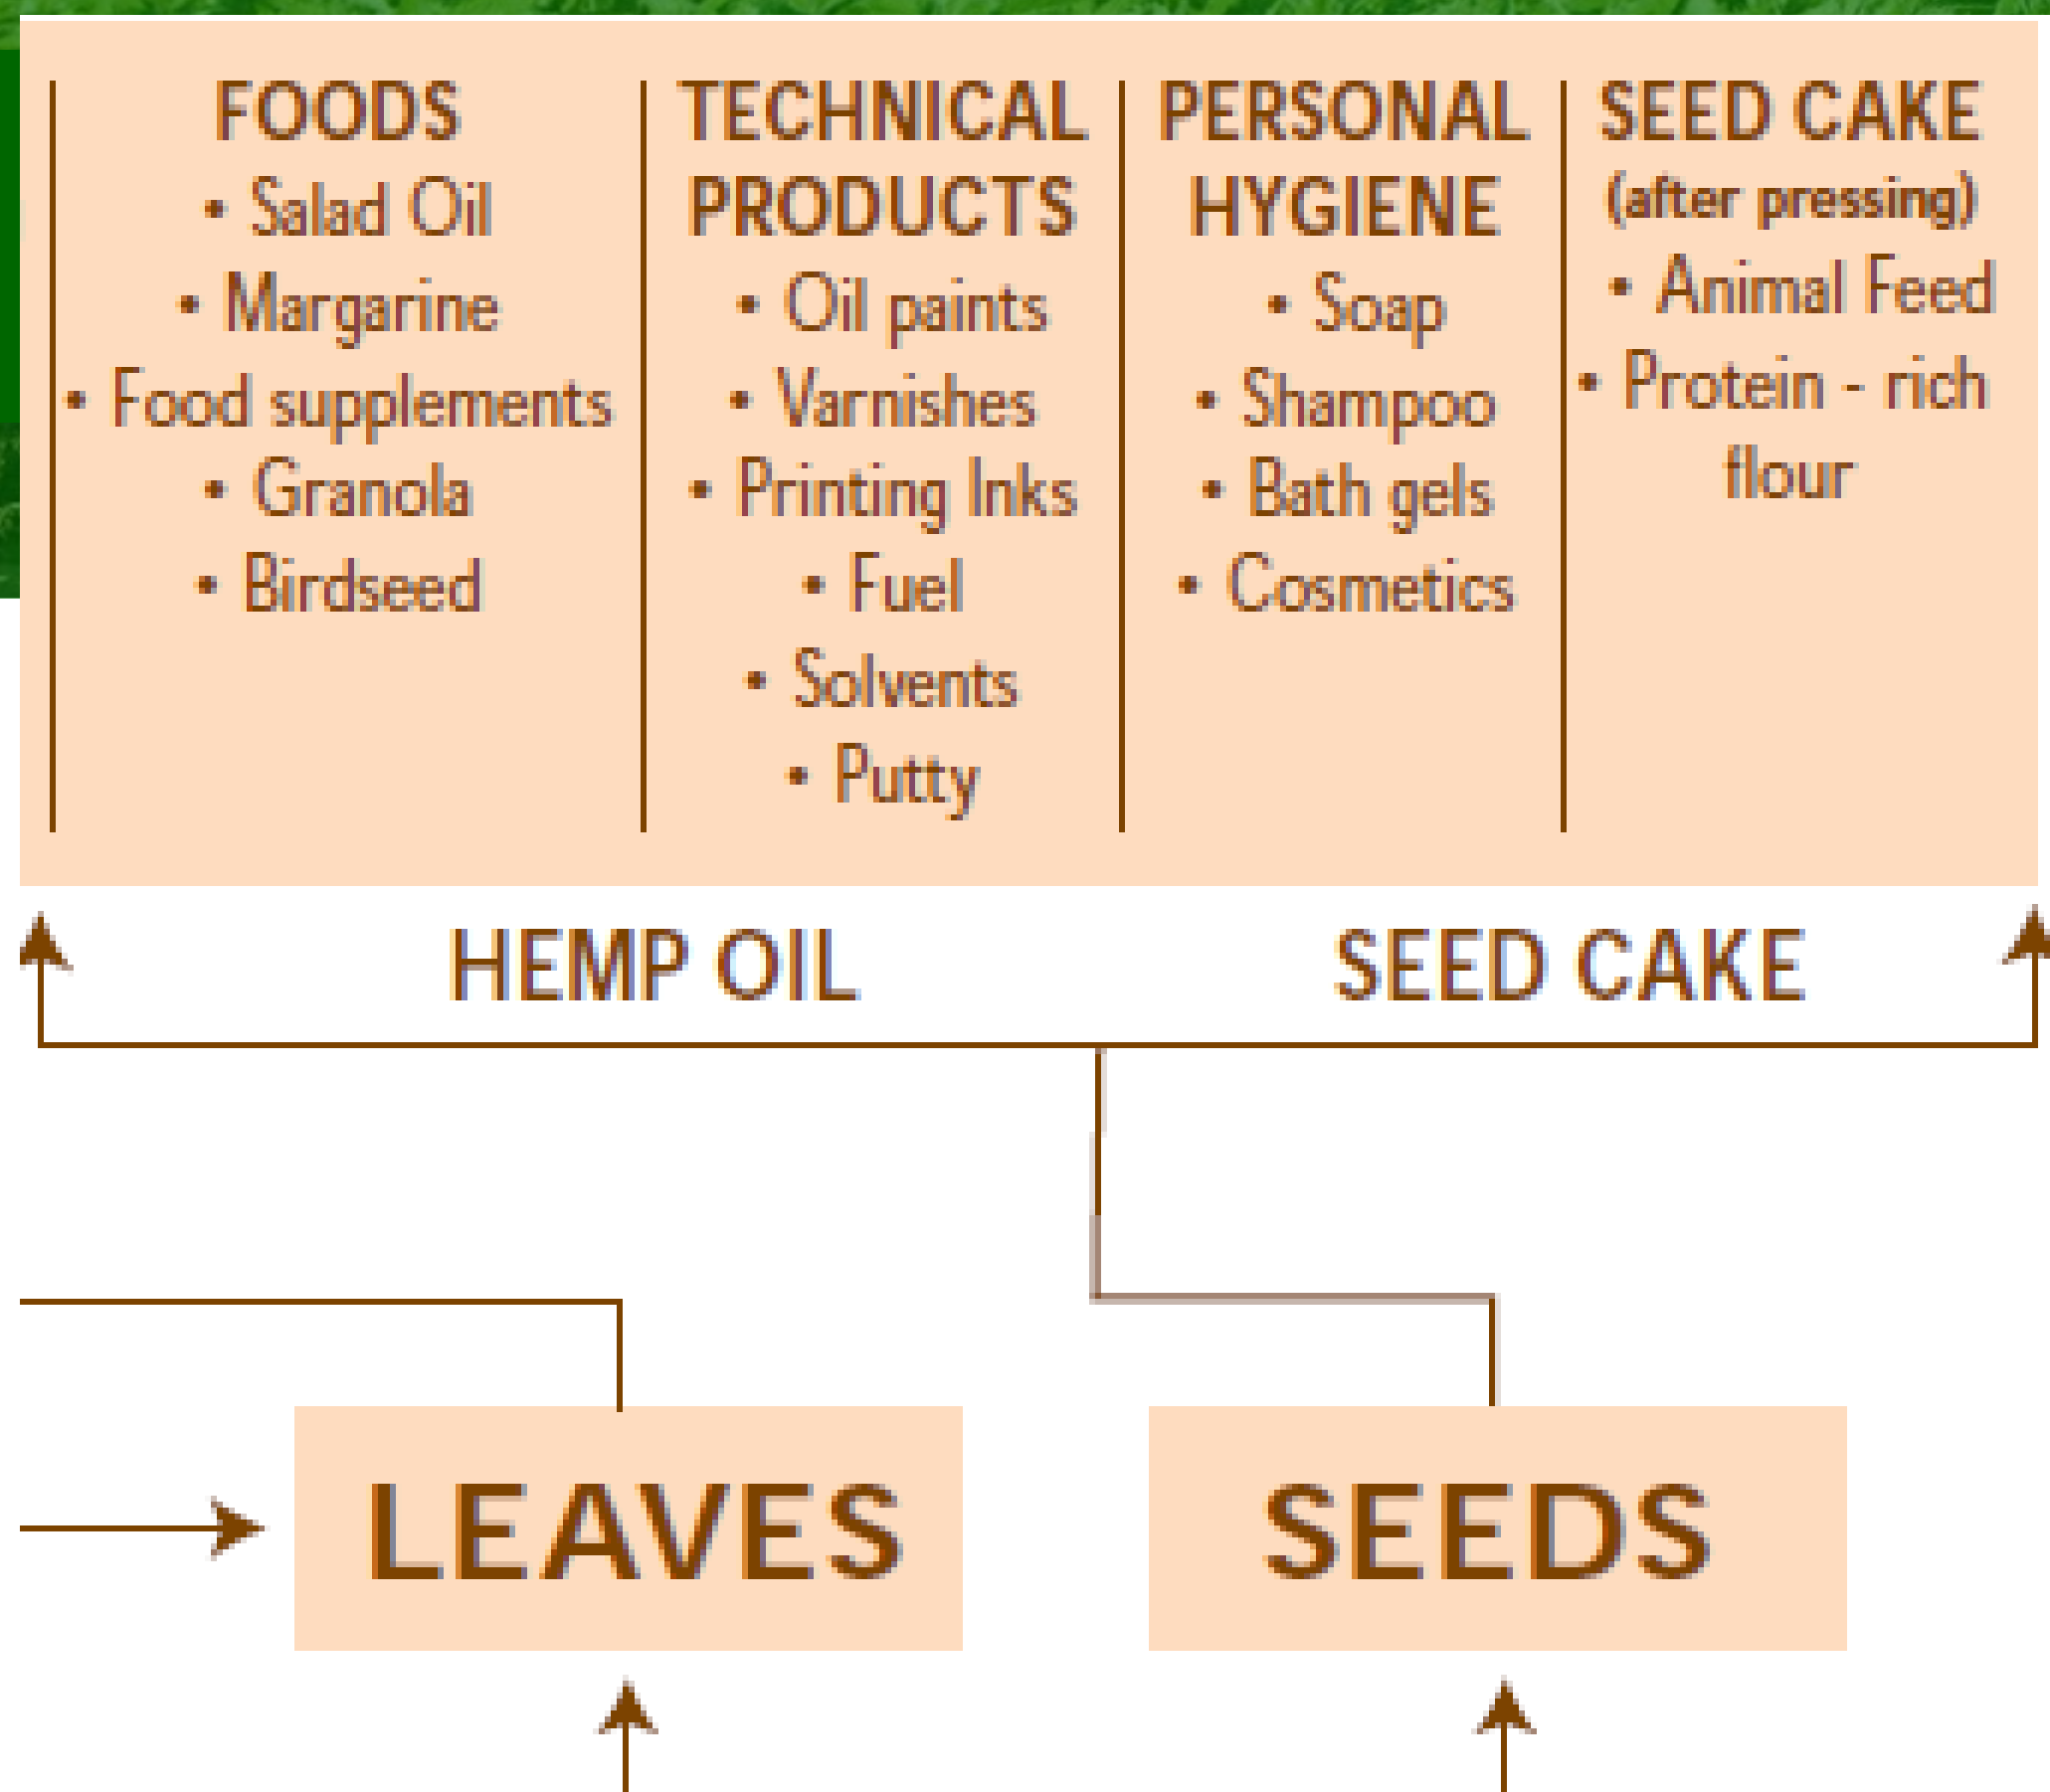 FOODS
• Salad Oil
• Margarine
• Food supplements
• Granola
• Birdseed
TECHNICAL
PRODUCTS
• Oil paints
• Varnishes
• Printing Inks
• Fuel
• Solvents
• Putty
PERSONAL
HYGIENE
• Soap
• Shampoo
• Bath gels
• Cosmetics
SEED CAKE
(after pressing)
• Animal Feed
• Protein - rich
flour
HEMP OIL
SEED CAKE
LEAVES
SEEDS